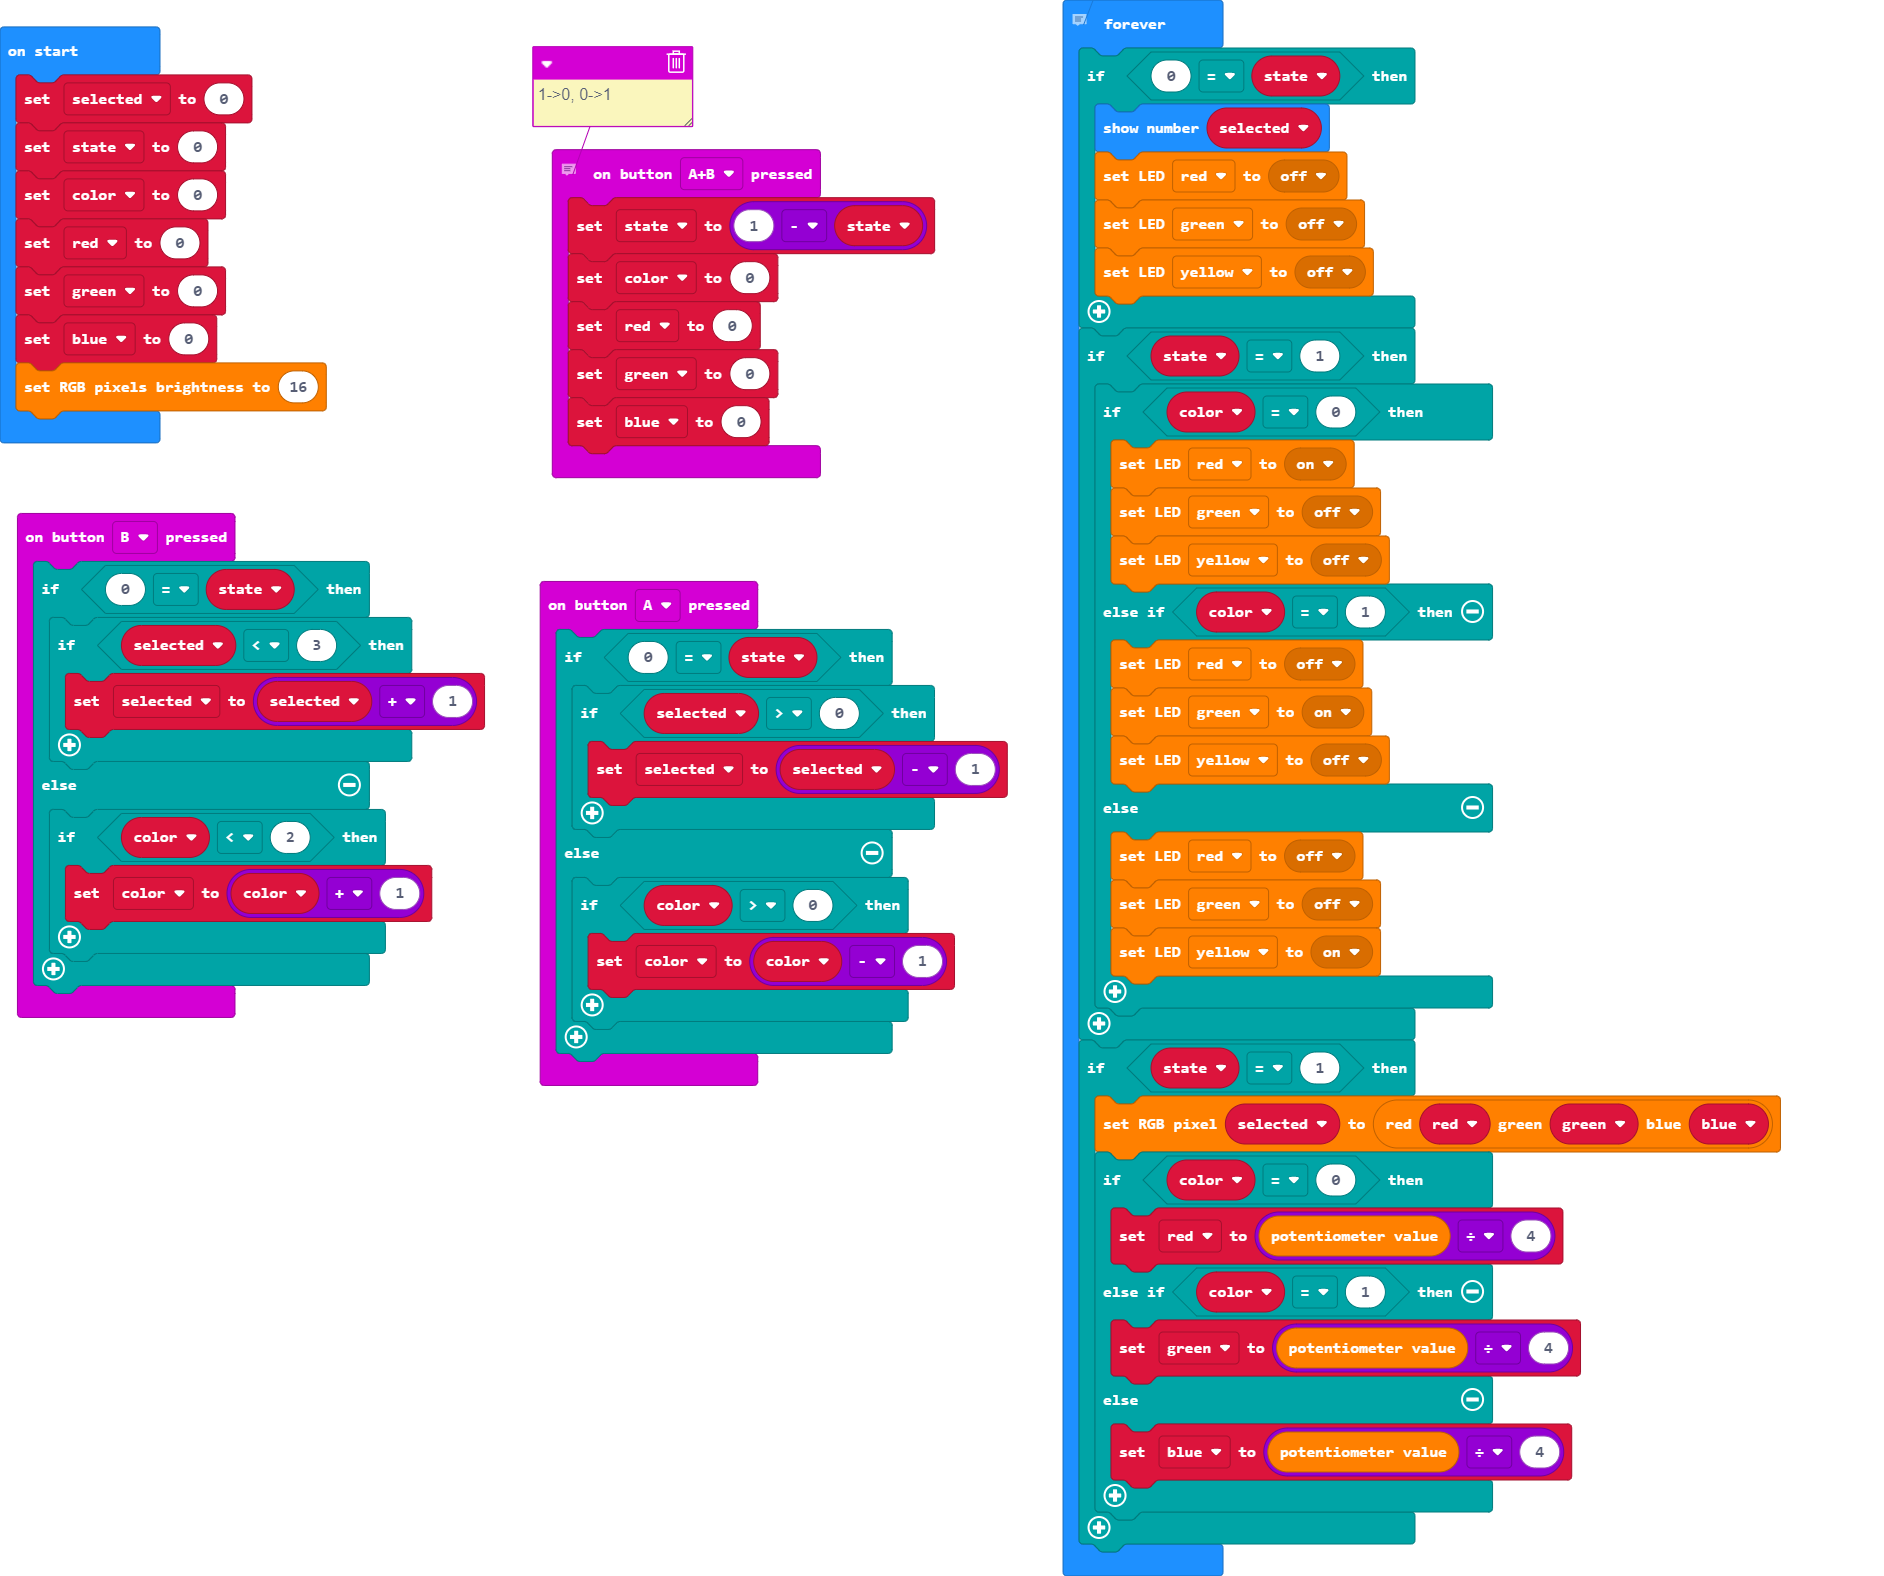 on start
set selected to 0
set state to 0
set color to 0
set red to 0
set green to 0
set blue to 0
set RGB pixels brightness to 16
1->0, 0->1
on button A+B pressed
set state to 1 - state
set color to 0
set red to 0
set green to 0
set blue to 0
on button B pressed
if 0 = state then
if selected < 3 then
set selected to selected + 1
else
if color < 2 then
set color to color + 1
on button A pressed
if 0 = state then
if selected > 0 then
set selected to selected - 1
else
if color > 0 then
set color to color - 1
forever
if 0 = state then
show number selected
set LED red to off
set LED green to off
set LED yellow to off
if state = 1 then
if color = 0 then
set LED red to on
set LED green to off
set LED yellow to off
else if color = 1 then
set LED red to off
set LED green to on
set LED yellow to off
else
set LED red to off
set LED green to off
set LED yellow to on
if state = 1 then
set RGB pixel selected to red red green green blue blue
if color = 0 then
set red to potentiometer value ÷ 4
else if color = 1 then
set green to potentiometer value ÷ 4
else
set blue to potentiometer value ÷ 4